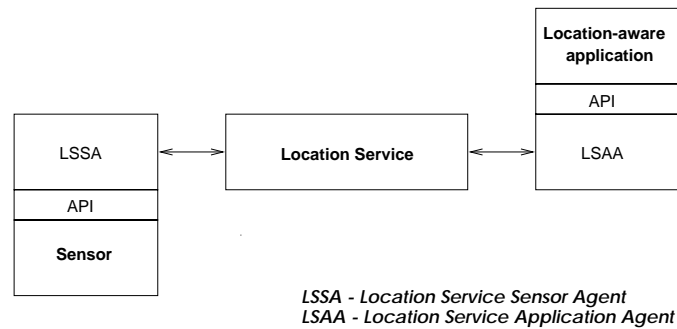 Location-aware
application
API
LSAA
LSSA
API
Sensor
Location Service
LSSA - Location Service Sensor Agent
LSAA - Location Service Application Agent